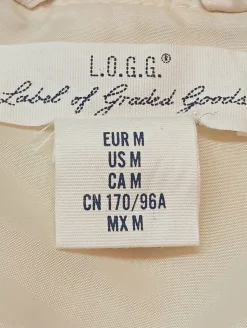 L.O.G.G.®
Label of Graded Goods
EUR M
US M
CA M
CN 170/96A
MX M